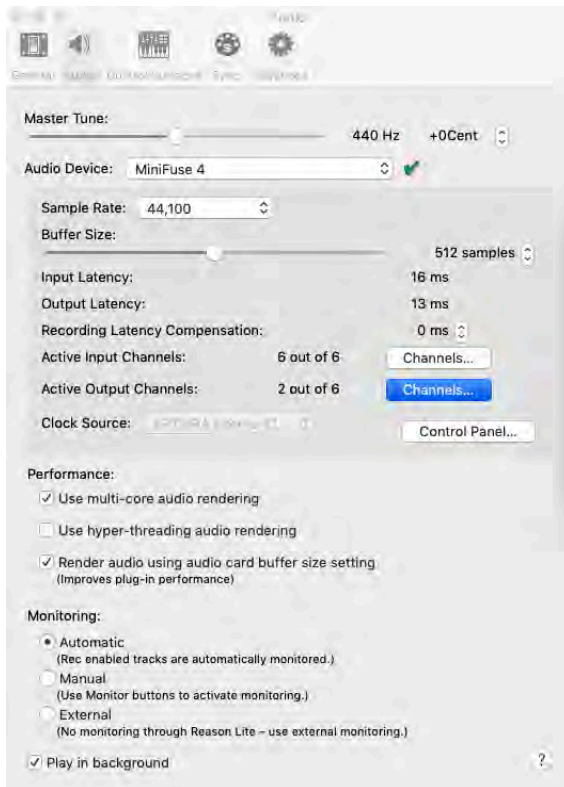 Audio
General
Sync
Master Tune:
440 Hz +0Cent
Audio Device: MiniFuse 4
Sample Rate: 44,100
Buffer Size:
512 samples
Input Latency: 16 ms
Output Latency: 13 ms
Recording Latency Compensation: 0 ms
Active Input Channels: 6 out of 6 Channels...
Active Output Channels: 2 out of 6 Channels...
Clock Source:
Control Panel...
Performance:
Use multi-core audio rendering
Use hyper-threading audio rendering
Render audio using audio card buffer size setting
(Improves plug-in performance)
Monitoring:
Automatic
(Rec enabled tracks are automatically monitored.)
Manual
(Use Monitor buttons to activate monitoring.)
External
(No monitoring through Reason Lite – use external monitoring.)
Play in background ?